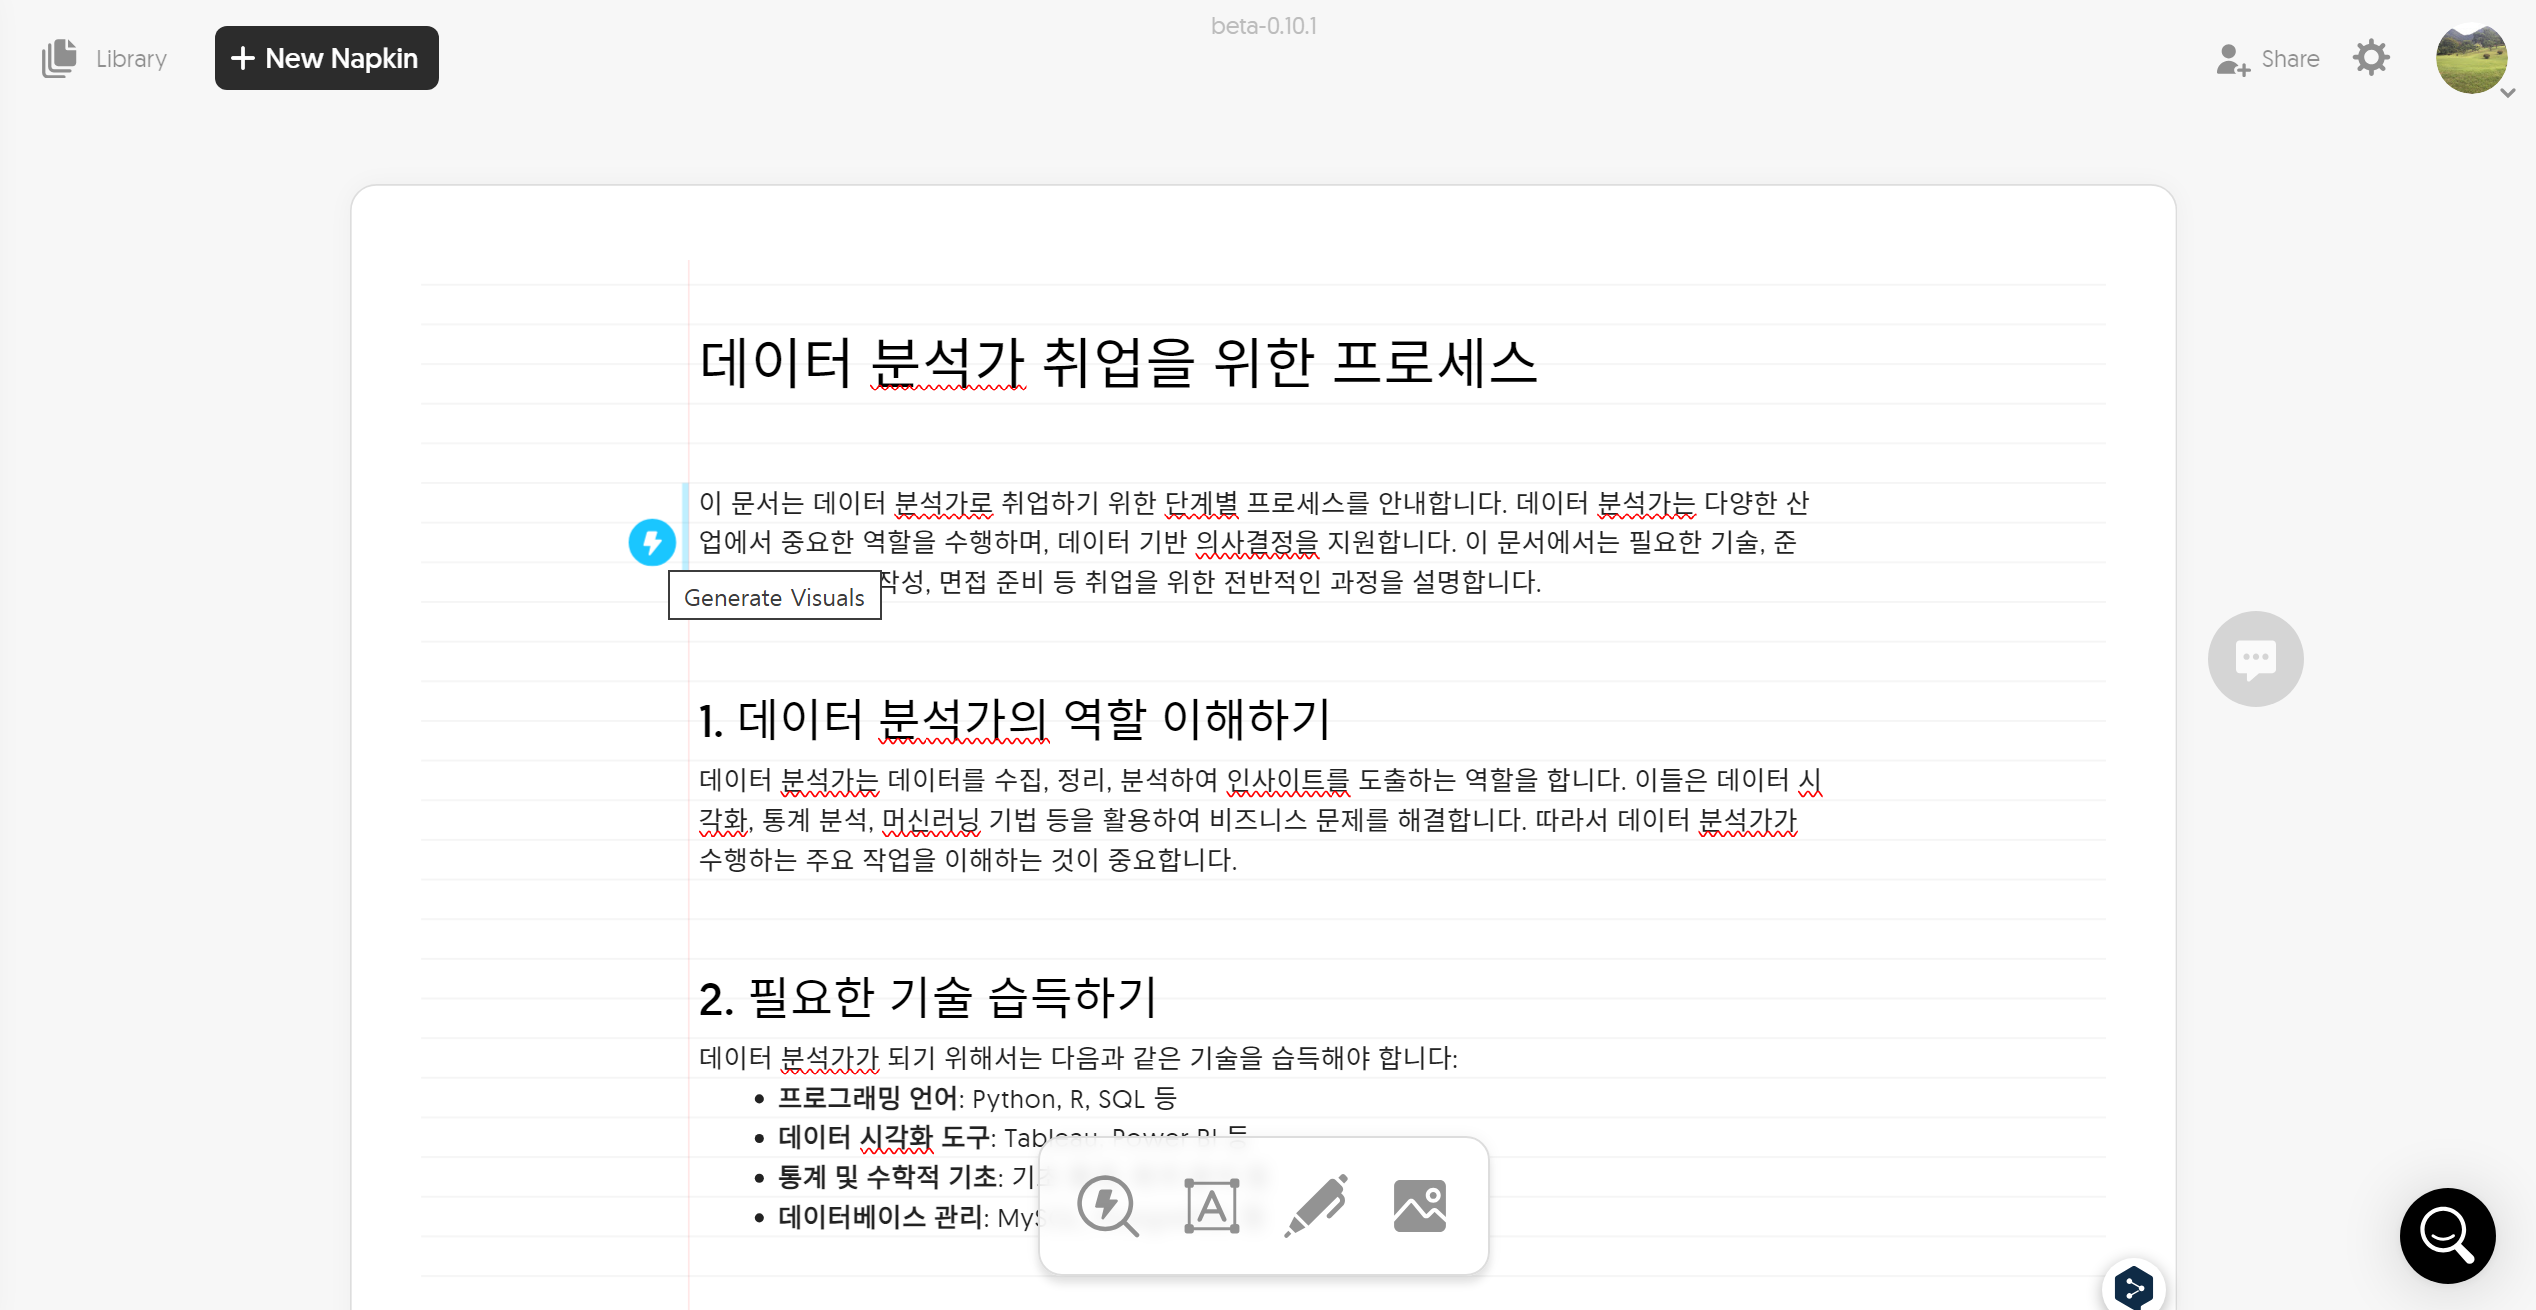 beta-0.10.1
Library
+ New Napkin
Share
데이터 분석가 취업을 위한 프로세스
이 문서는 데이터 분석가로 취업하기 위한 단계별 프로세스를 안내합니다. 데이터 분석가는 다양한 산
업에서 중요한 역할을 수행하며, 데이터 기반 의사결정을 지원합니다. 이 문서에서는 필요한 기술, 준
작성, 면접 준비 등 취업을 위한 전반적인 과정을 설명합니다.
Generate Visuals
1. 데이터 분석가의 역할 이해하기
데이터 분석가는 데이터를 수집, 정리, 분석하여 인사이트를 도출하는 역할을 합니다. 이들은 데이터 시
각화, 통계 분석, 머신러닝 기법 등을 활용하여 비즈니스 문제를 해결합니다. 따라서 데이터 분석가가
수행하는 주요 작업을 이해하는 것이 중요합니다.
2. 필요한 기술 습득하기
데이터 분석가가 되기 위해서는 다음과 같은 기술을 습득해야 합니다:
• 프로그래밍 언어: Python, R, SQL 등
• 데이터 시각화 도구: Tableau, Power BI 등
• 통계 및 수학적 기초:
• 데이터베이스 관리: